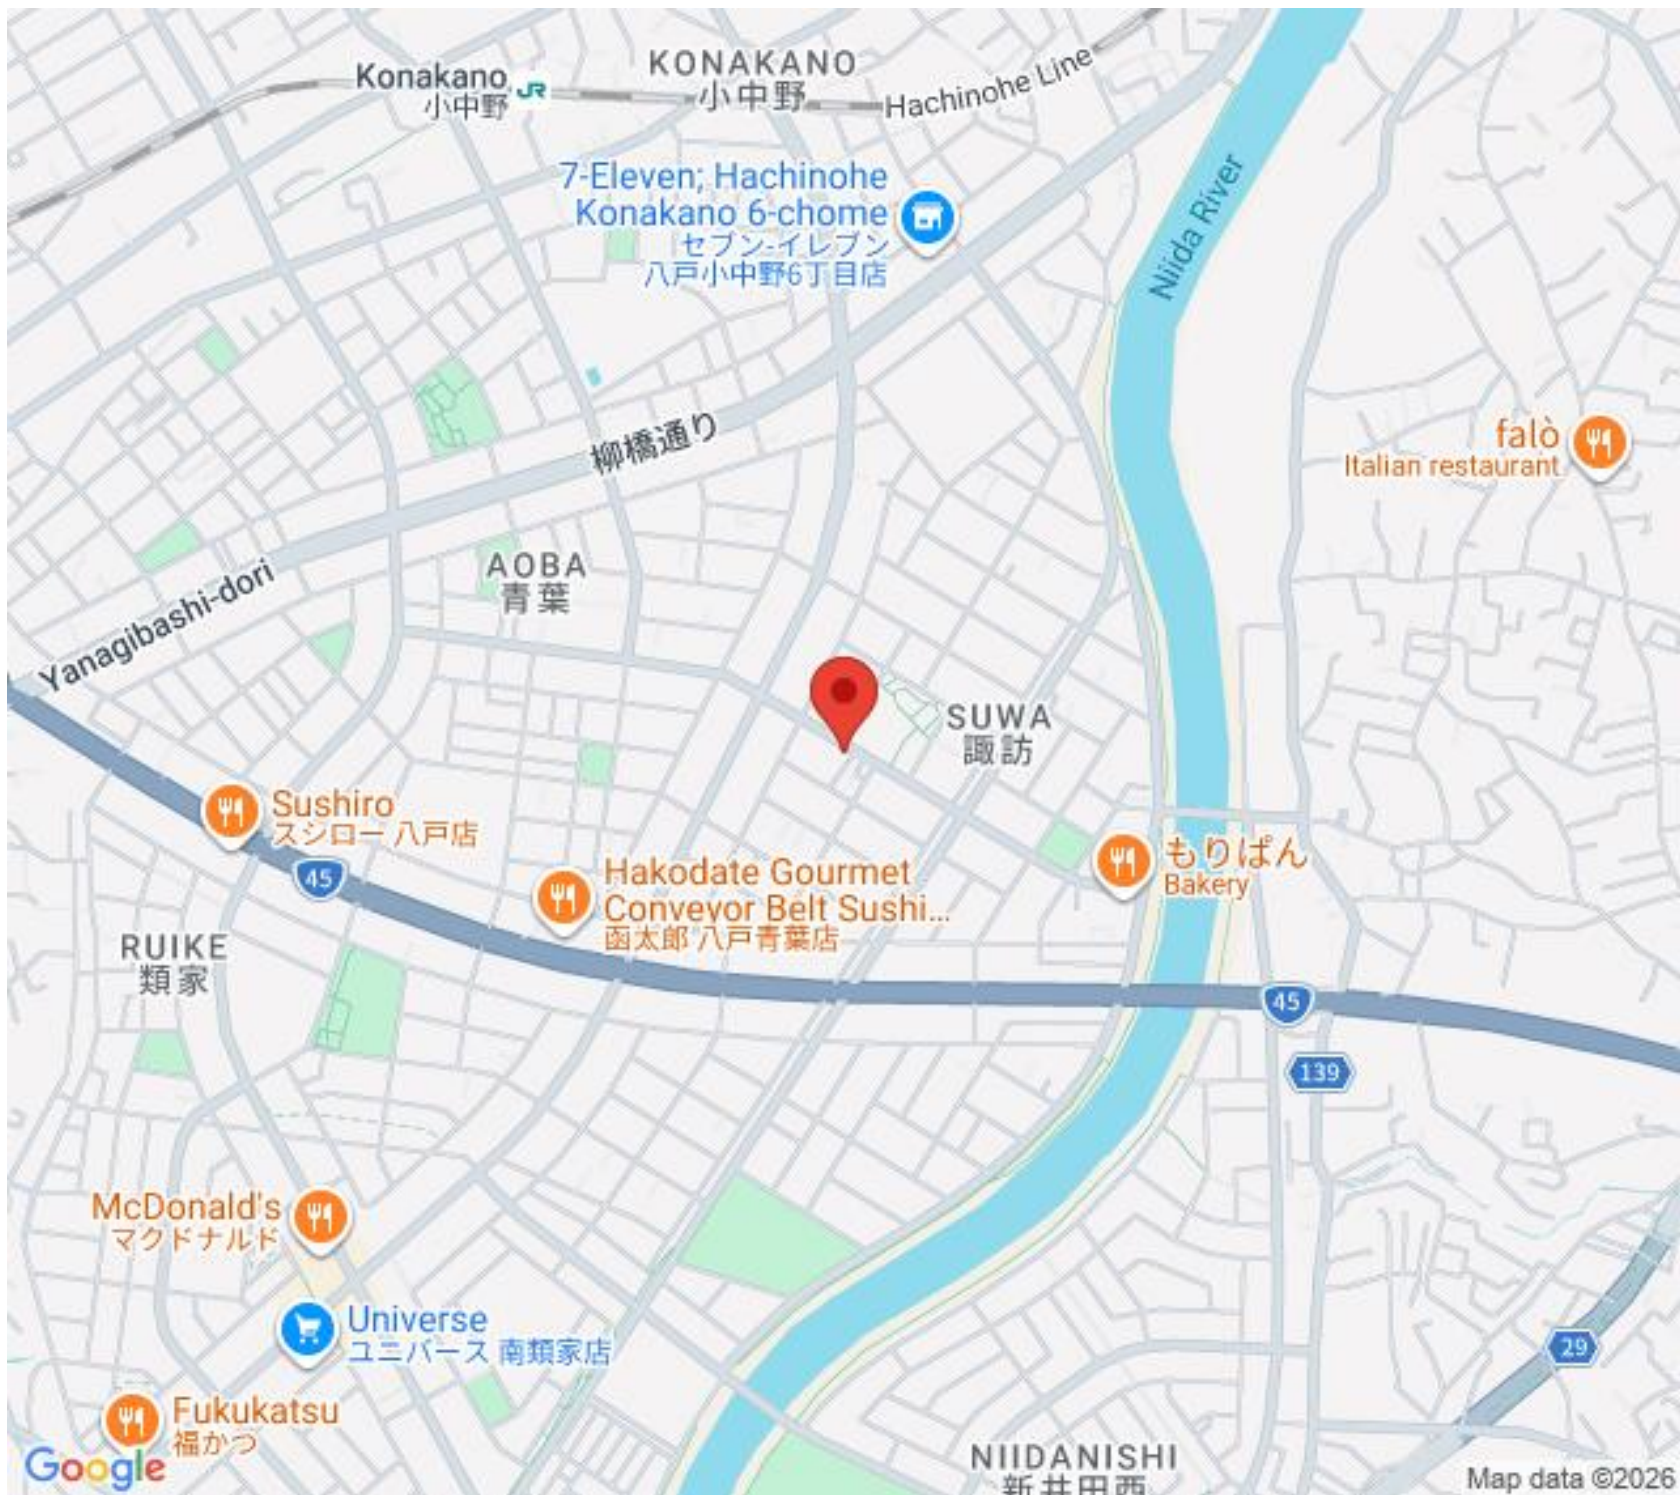 KONAKANO
小中野
Konakano
小中野
JR
Hachinohe Line
7-Eleven; Hachinohe
Konakano 6-chome
セブン-イレブン
八戸小中野6丁目店
Niida River
falò
Italian restaurant
柳橋通り
AOBA
青葉
Yanagibashi-dori
SUWA
諏訪
Sushiro
スシロー 八戸店
45
Hakodate Gourmet
Conveyor Belt Sushi...
函太郎 八戸青葉店
もりぱん
Bakery
RUIKE
類家
45
139
McDonald's
マクドナルド
Universe
ユニバース 南類家店
29
Fukukatsu
福かつ
NIIDANISHI
新井田西
Google
Map data ©2026